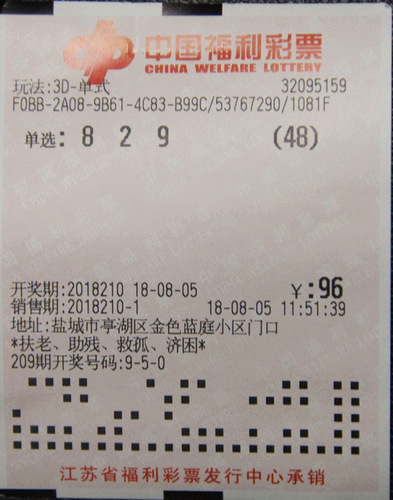 中国福利彩票
CHINA WELFARE LOTTERY
玩法:3D-单式 32095159
F0BB-2A08-9B61-4C83-B99C/53767290/1081F
单选: 8 2 9 (48)
开奖期:2018210 18-08-05 ¥:96
销售期:2018210-1 18-08-05 11:51:39
地址:盐城市亭湖区金色蓝庭小区门口
*扶老、助残、救孤、济困*
209期开奖号码:9-5-0
江苏省福利彩票发行中心承销